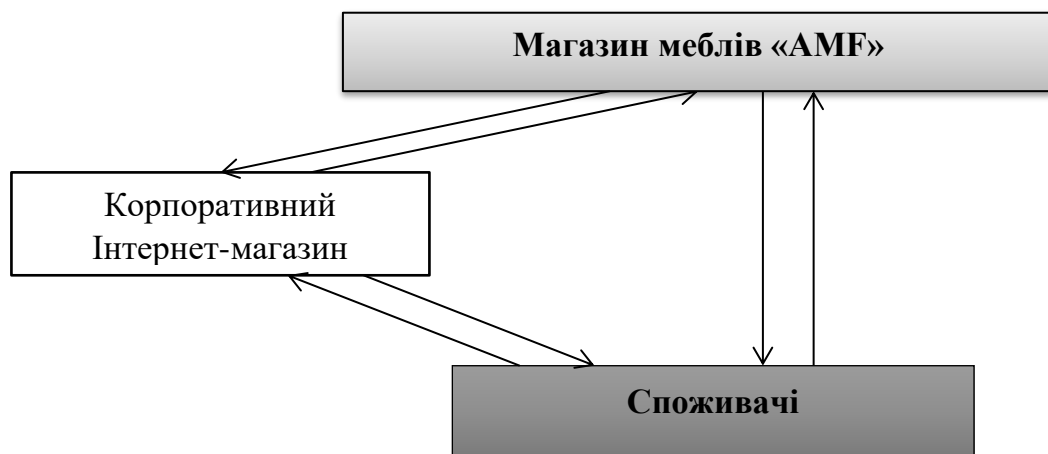 Магазин меблів «AMF»
Корпоративний
Інтернет-магазин
Споживачі